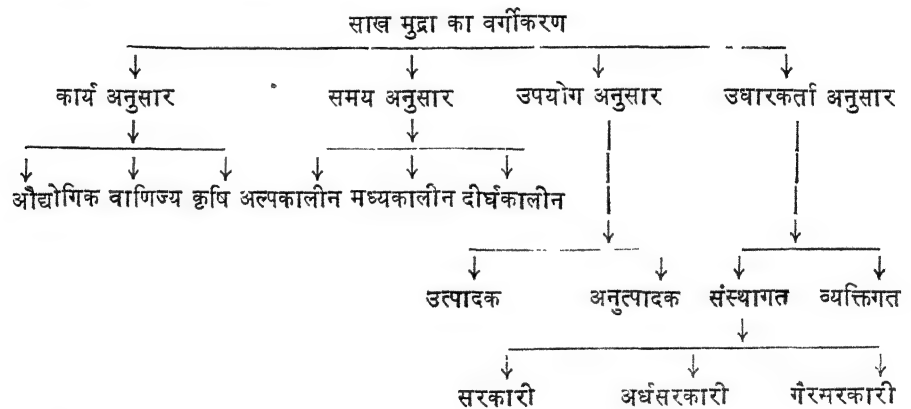 साख मुद्रा का वर्गीकरण
कार्य अनुसार समय अनुसार उपयोग अनुसार उधारकर्ता अनुसार
औद्योगिक वाणिज्य कृषि अल्पकालीन मध्यकालीन दीर्घकालीन
उत्पादक अनुत्पादक संस्थागत व्यक्तिगत
सरकारी अर्धसरकारी गैरमरकारी